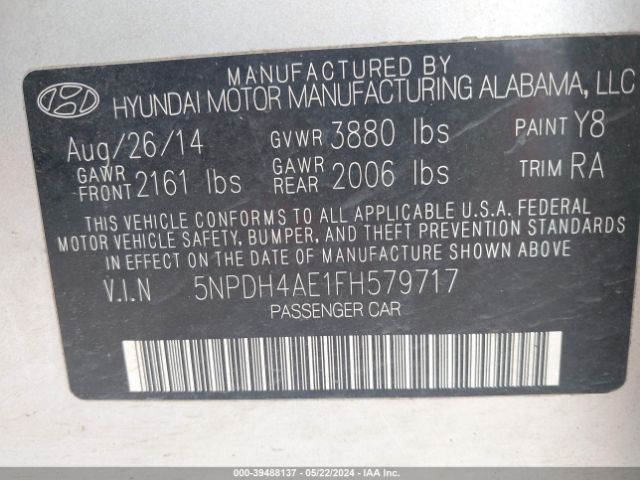 MANUFACTURED BY
HYUNDAI MOTOR MANUFACTURING ALABAMA, LLC
Aug/26/14 GVWR 3880 lbs PAINT Y8
GAWR FRONT 2161 lbs GAWR REAR 2006 lbs TRIM RA
THIS VEHICLE CONFORMS TO ALL APPLICABLE U.S.A. FEDERAL
MOTOR VEHICLE SAFETY, BUMPER, AND THEFT PREVENTION STANDARDS
IN EFFECT ON THE DATE OF MANUFACTURE SHOWN ABOVE
V.I.N 5NPDH4AE1FH579717
PASSENGER CAR
000-39488137 - 05/22/2024 - IAA Inc.